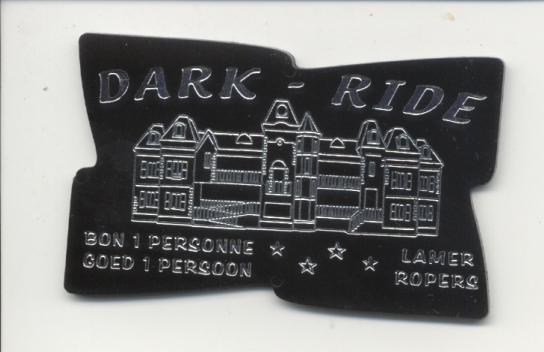 DARK - RIDE
BON 1 PERSONNE
GOED 1 PERSOON
LAMER
ROPERS